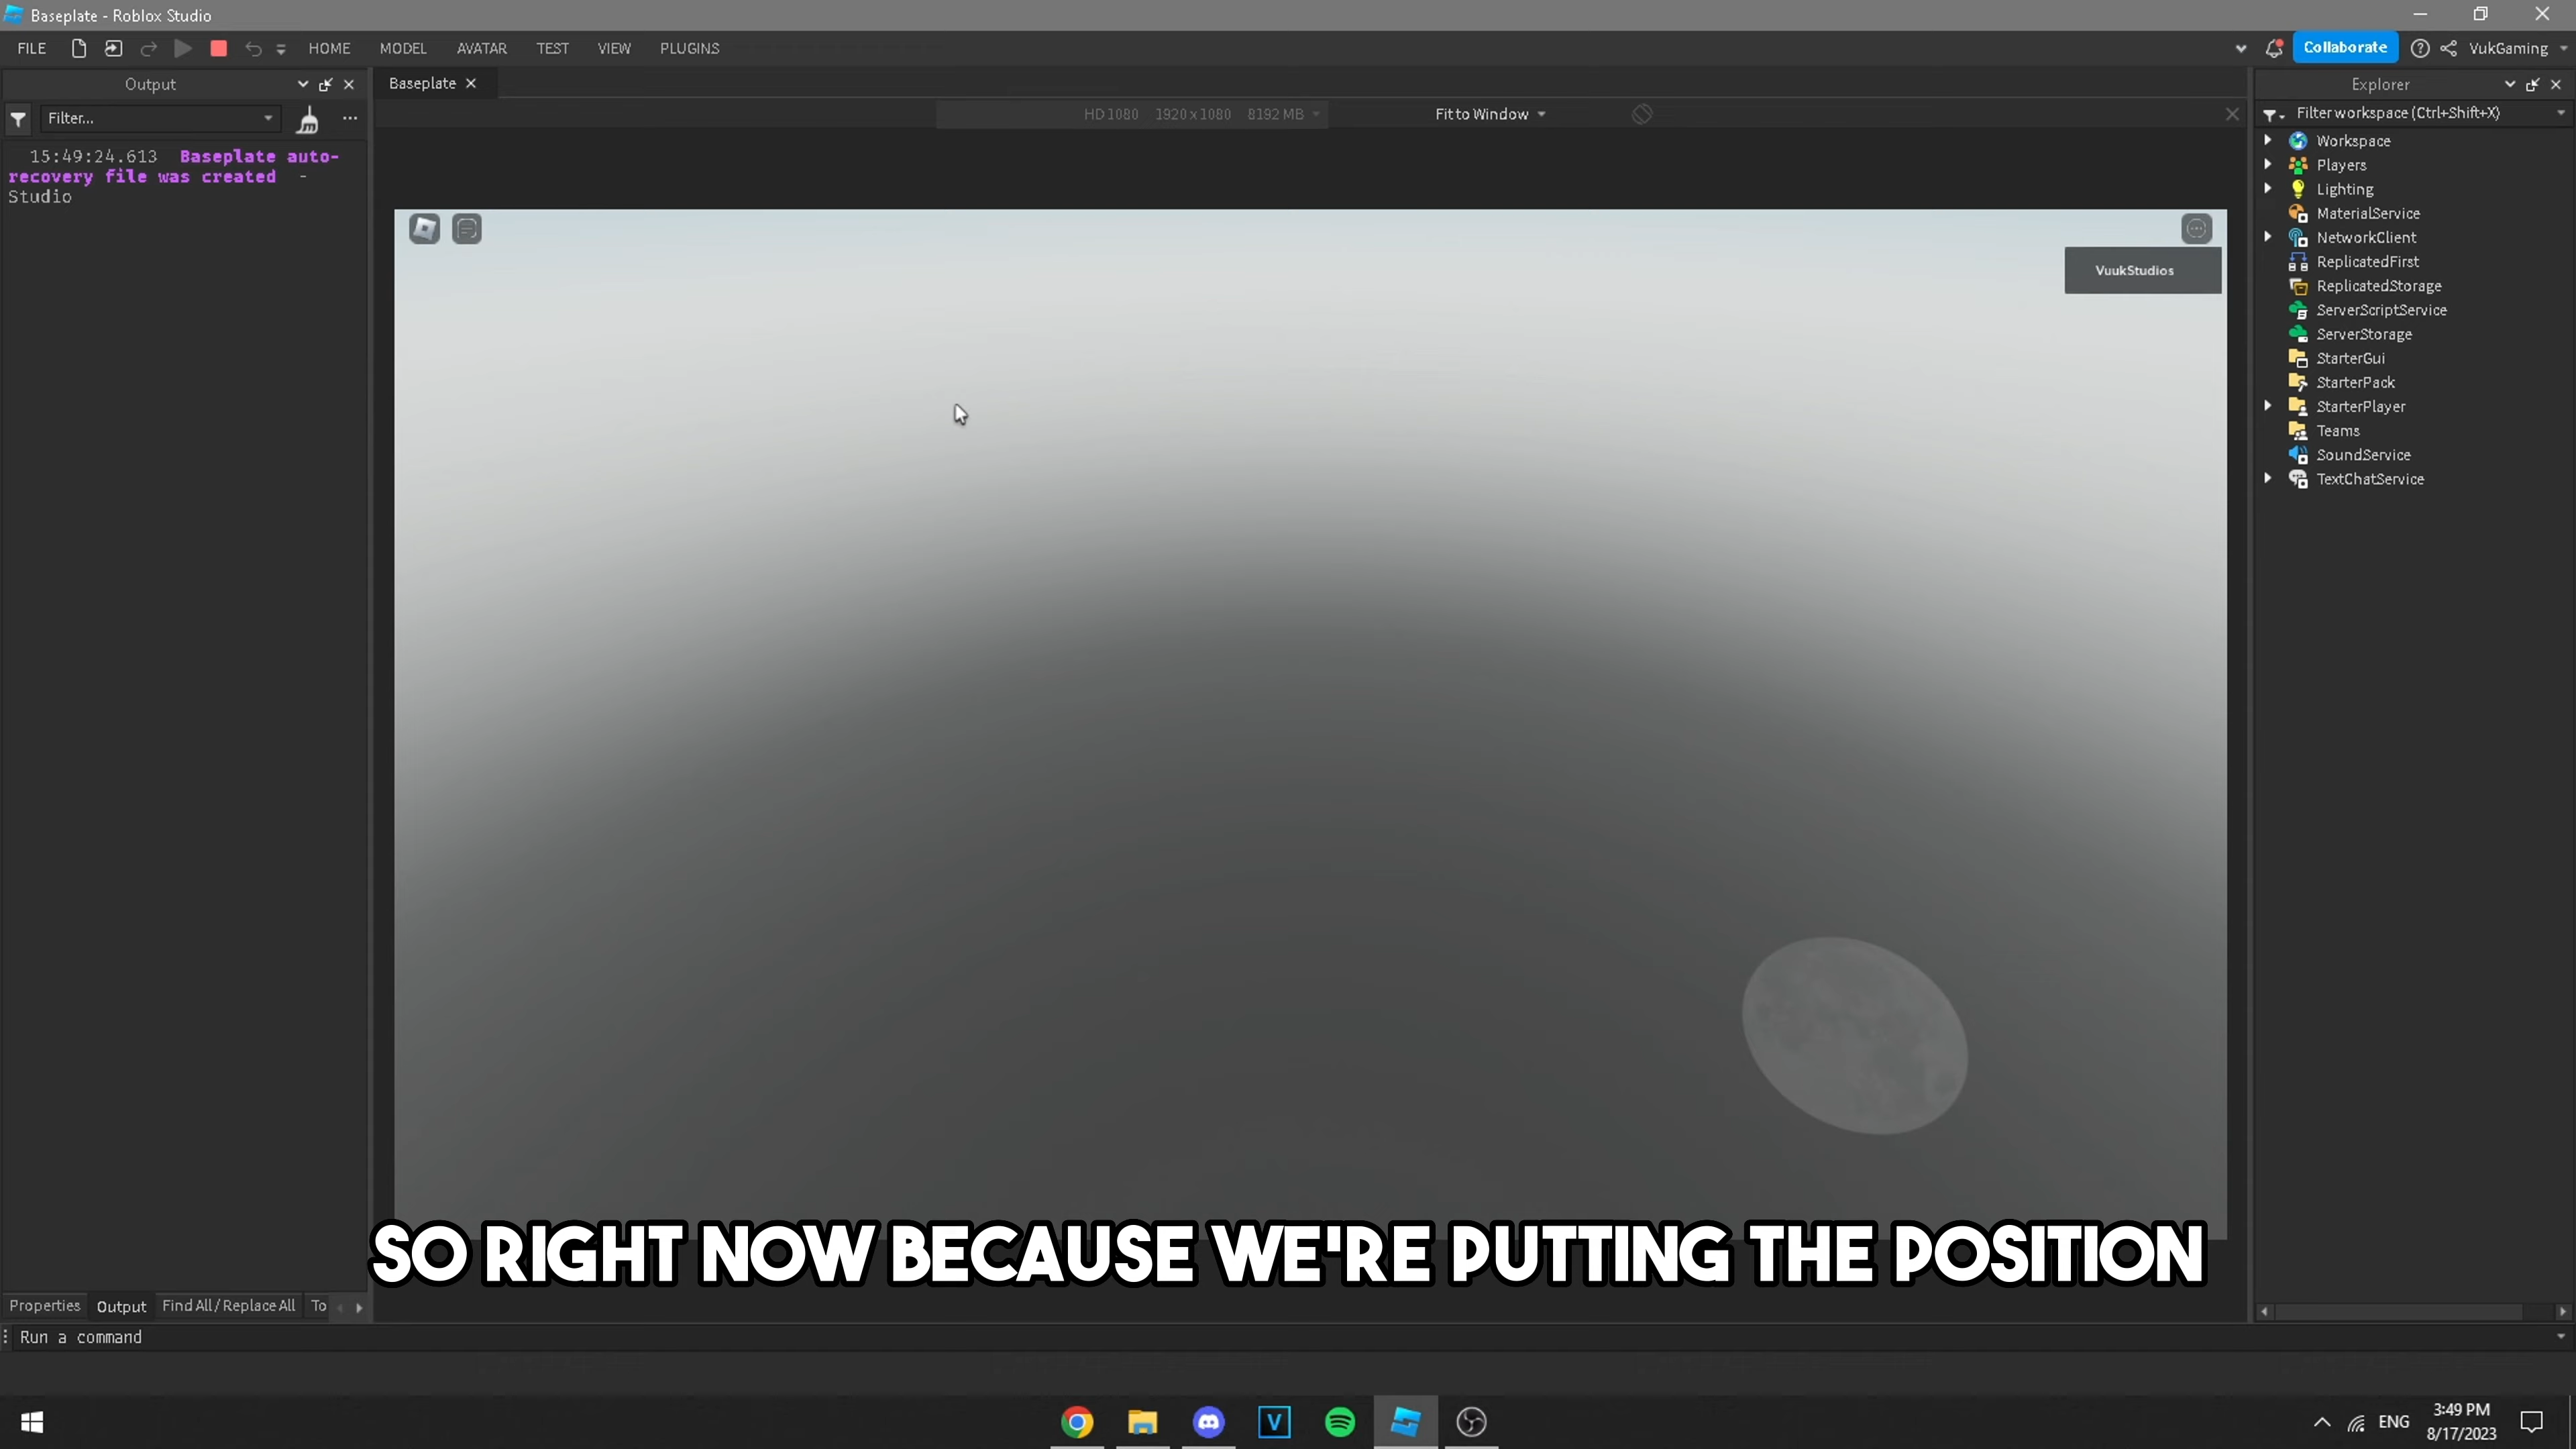 Baseplate - Roblox Studio
FILE HOME MODEL AVATAR TEST VIEW PLUGINS Collaborate VukGaming
Output
Filter...
15:49:24.613 Baseplate auto-
recovery file was created -
Studio
Baseplate
HD 1080 1920 x 1080 8192 MB Fit to Window
VuukStudios
Explorer
Filter workspace (Ctrl+Shift+X)
Workspace
Players
Lighting
MaterialService
NetworkClient
ReplicatedFirst
ReplicatedStorage
ServerScriptService
ServerStorage
StarterGui
StarterPack
StarterPlayer
Teams
SoundService
TextChatService
SO RIGHT NOW BECAUSE WE'RE PUTTING THE POSITION
Properties Output Find All / Replace All To
Run a command
V
ENG
3:49 PM
8/17/2023